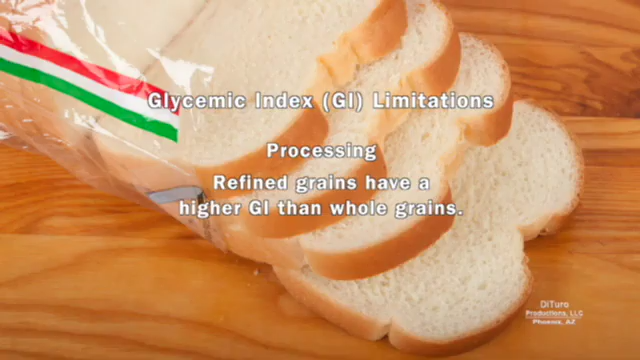 Glycemic Index (GI) Limitations
Processing
Refined grains have a
higher GI than whole grains.
DiTuro
Productions, LLC
Phoenix, AZ